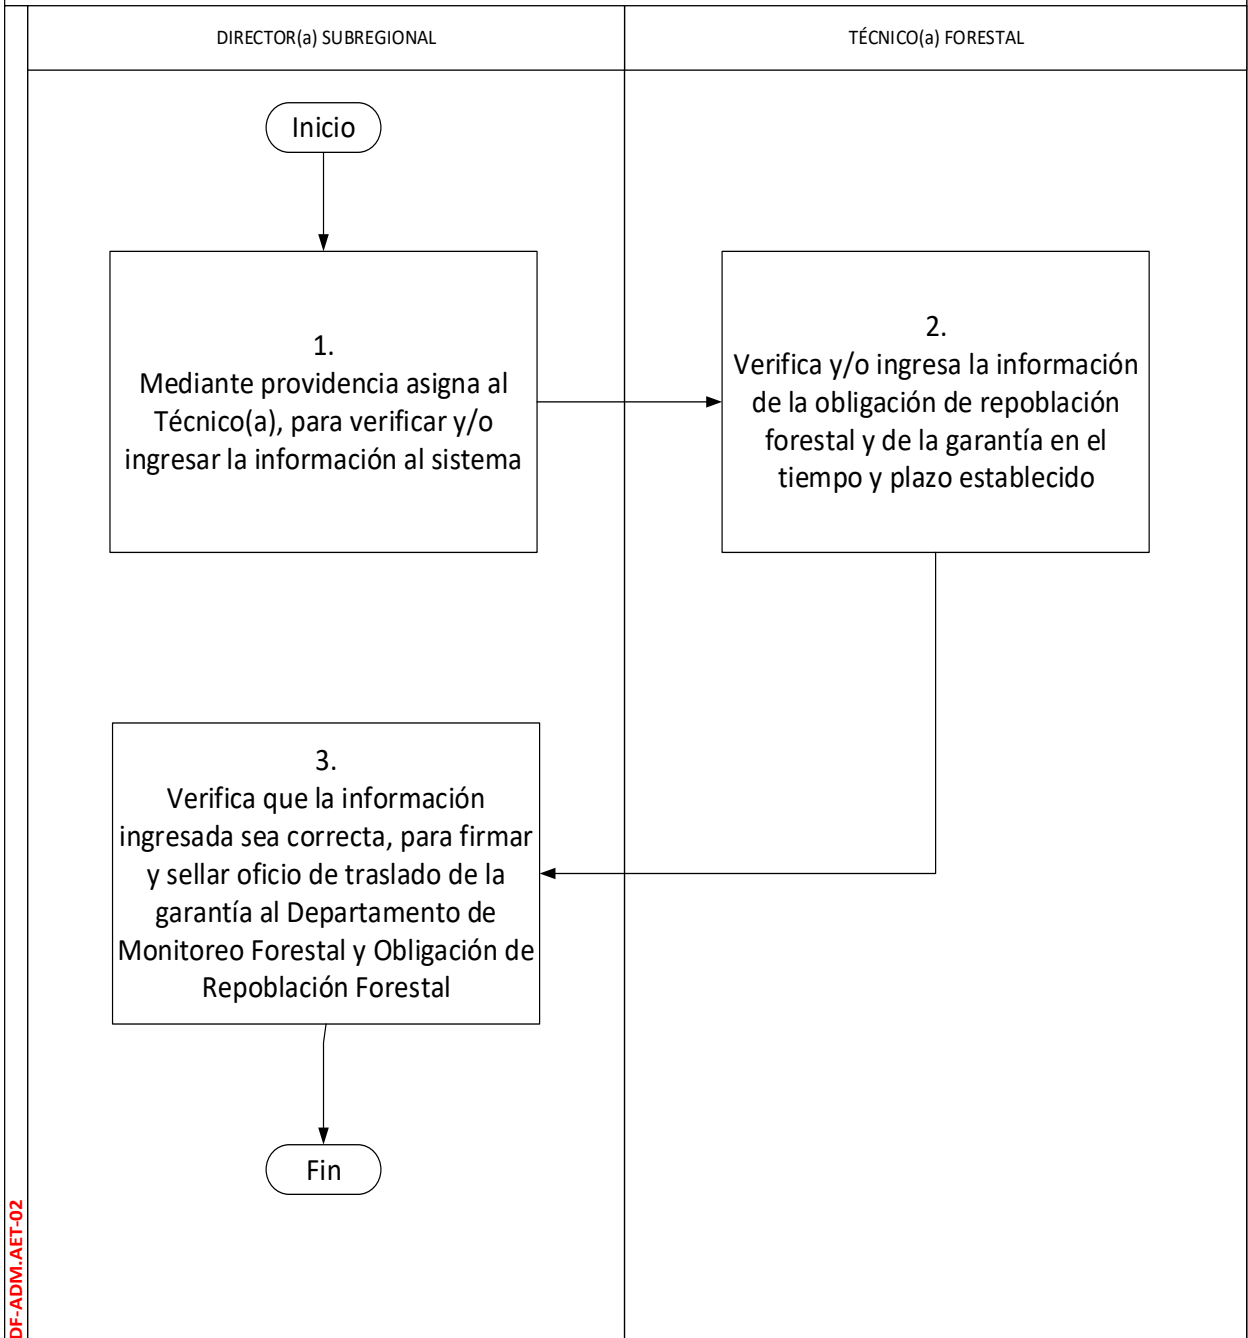 DIRECTOR(a) SUBREGIONAL
TÉCNICO(a) FORESTAL
Inicio
1.
Mediante providencia asigna al
Técnico(a), para verificar y/o
ingresar la información al sistema
2.
Verifica y/o ingresa la información
de la obligación de repoblación
forestal y de la garantía en el
tiempo y plazo establecido
3.
Verifica que la información
ingresada sea correcta, para firmar
y sellar oficio de traslado de la
garantía al Departamento de
Monitoreo Forestal y Obligación de
Repoblación Forestal
Fin
DF-ADM.AET-02